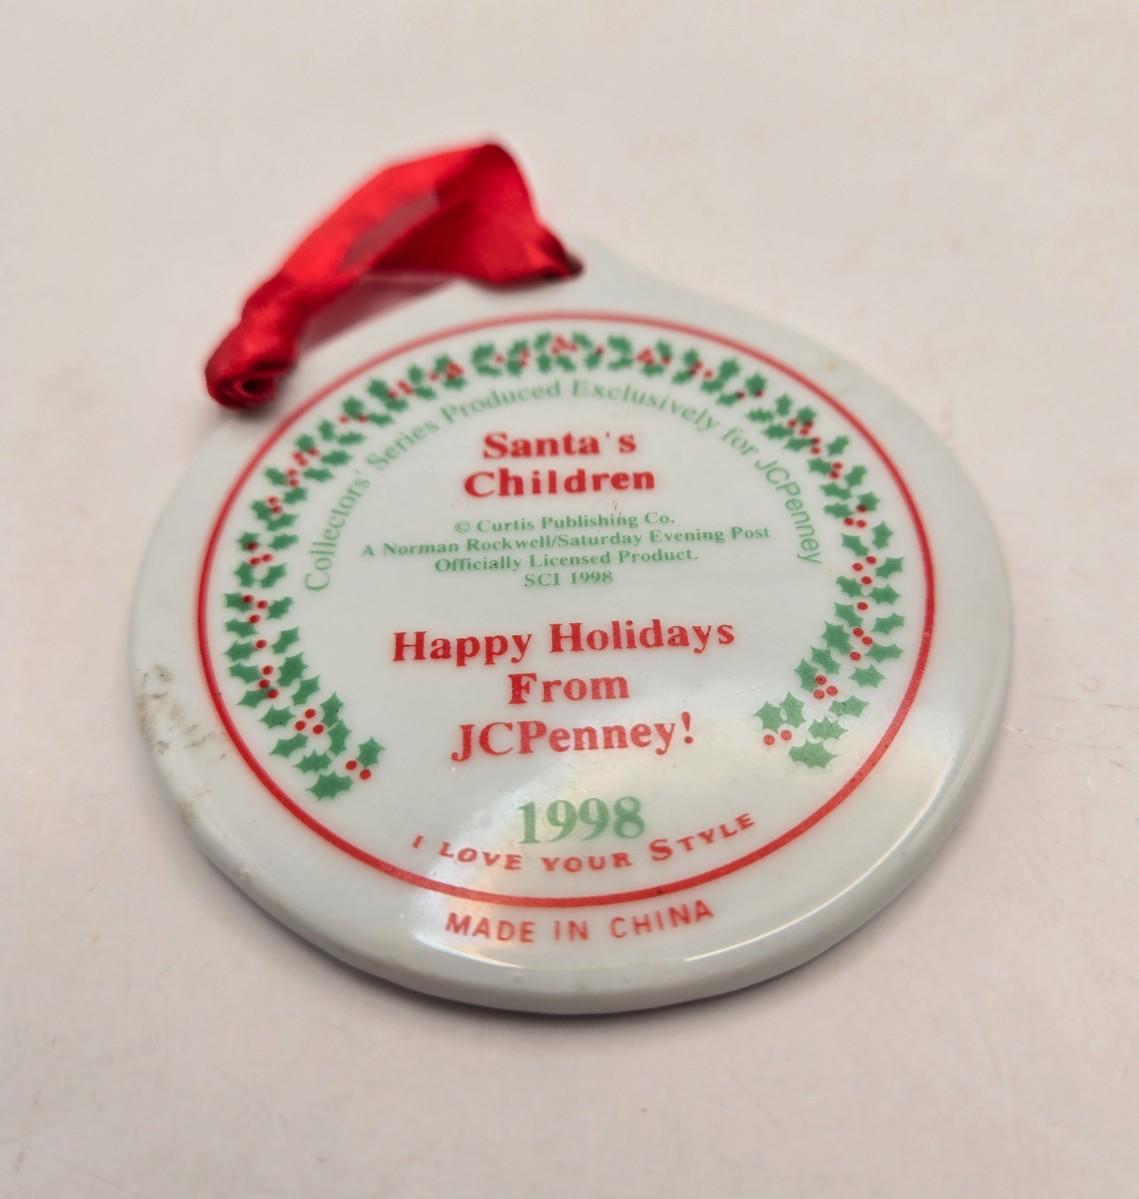 Collectors' Series Produced Exclusively for JCPenney
Santa's
Children
© Curtis Publishing Co.
A Norman Rockwell/Saturday Evening Post
Officially Licensed Product.
SCI 1998
Happy Holidays
From
JCPenney!
1998
I LOVE YOUR STYLE
MADE IN CHINA